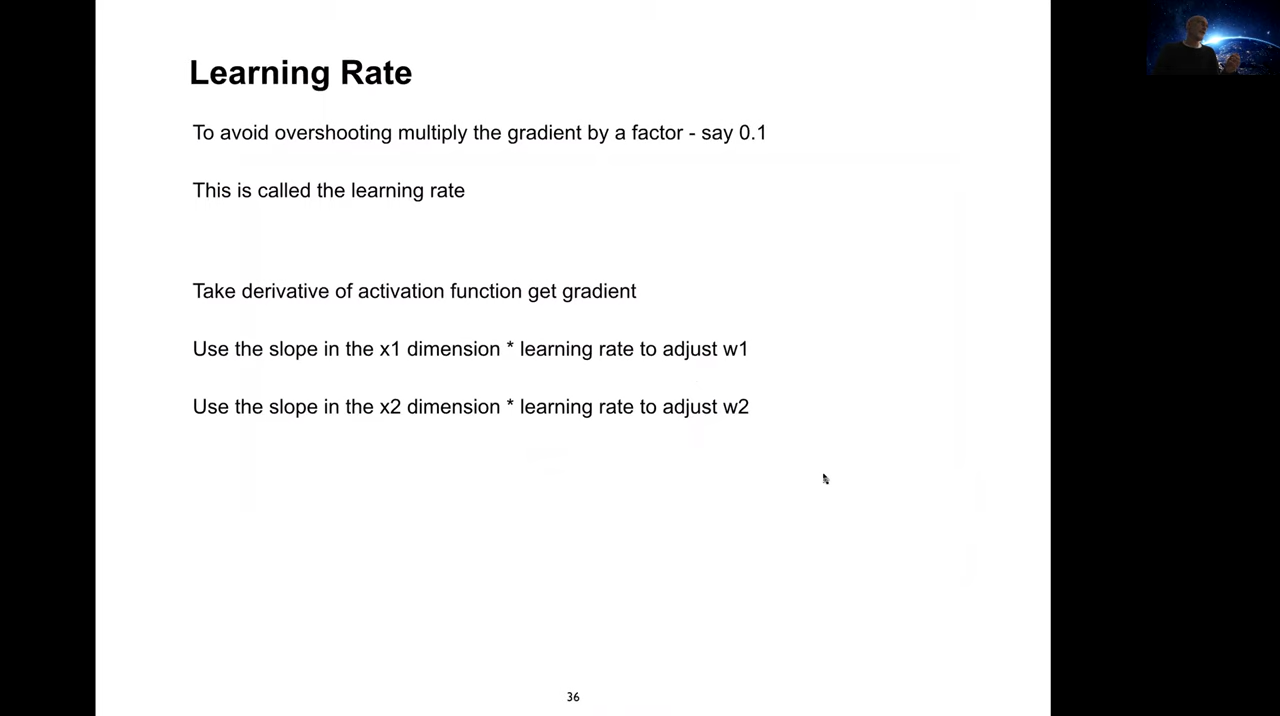 Learning Rate
To avoid overshooting multiply the gradient by a factor - say 0.1
This is called the learning rate
Take derivative of activation function get gradient
Use the slope in the x1 dimension * learning rate to adjust w1
Use the slope in the x2 dimension * learning rate to adjust w2
36